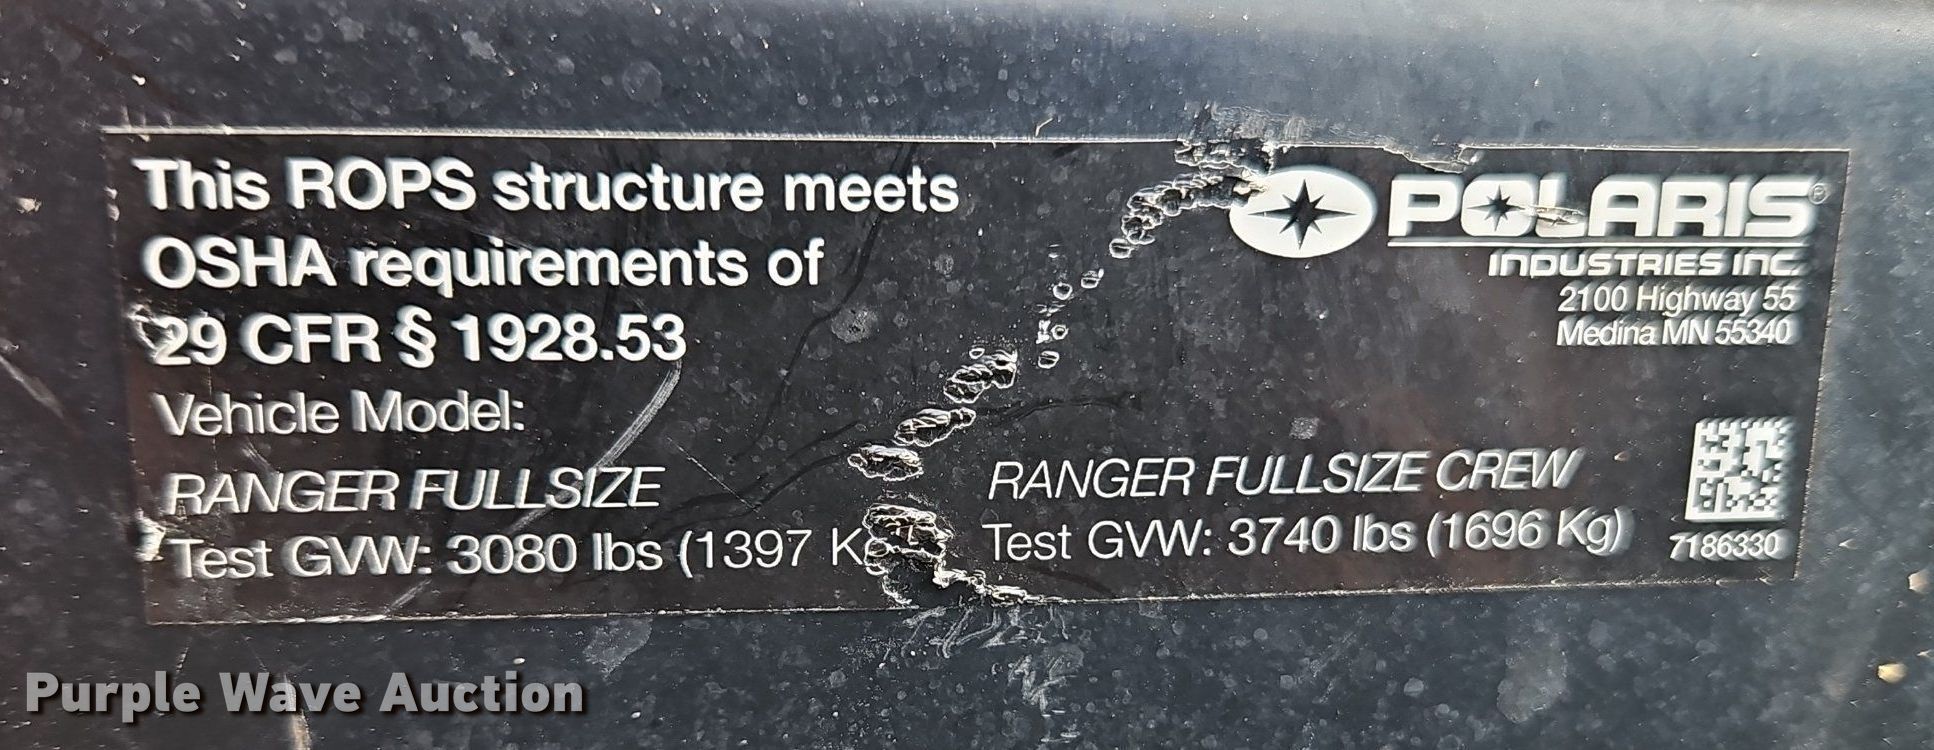 This ROPS structure meets
OSHA requirements of
29 CFR § 1928.53
Vehicle Model:
RANGER FULLSIZE
Test GVW: 3080 lbs (1397 Kg
POLARIS®
INDUSTRIES INC.
2100 Highway 55
Medina MN 55340
RANGER FULLSIZE CREW
Test GVW: 3740 lbs (1696 Kg)
7186330
Purple Wave Auction